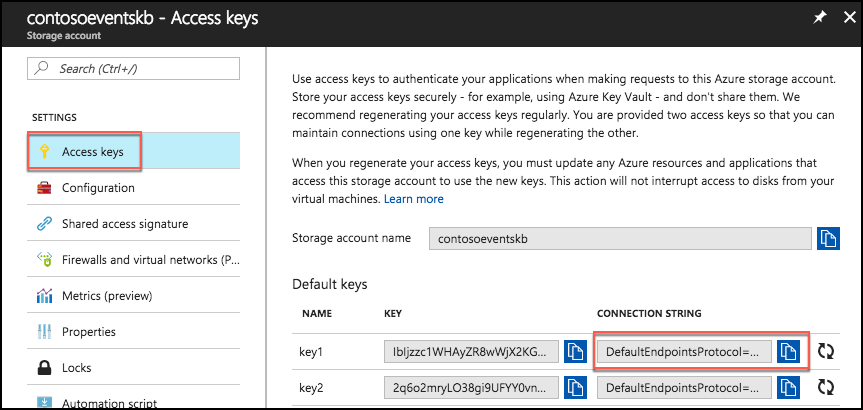 contosoeventskb - Access keys
Storage account
Search (Ctrl+/)
SETTINGS
Access keys
Configuration
Shared access signature
Firewalls and virtual networks (P...
Metrics (preview)
Properties
Locks
Automation script
Use access keys to authenticate your applications when making requests to this Azure storage account.
Store your access keys securely - for example, using Azure Key Vault - and don't share them. We
recommend regenerating your access keys regularly. You are provided two access keys so that you can
maintain connections using one key while regenerating the other.
When you regenerate your access keys, you must update any Azure resources and applications that
access this storage account to use the new keys. This action will not interrupt access to disks from your
virtual machines. Learn more
Storage account name contosoeventskb
Default keys
NAME KEY CONNECTION STRING
key1 IbIjzzc1WHAyZR8wWjX2KG... DefaultEndpointsProtocol=...
key2 2q6o2mryLO38gi9UFYY0vn... DefaultEndpointsProtocol=...